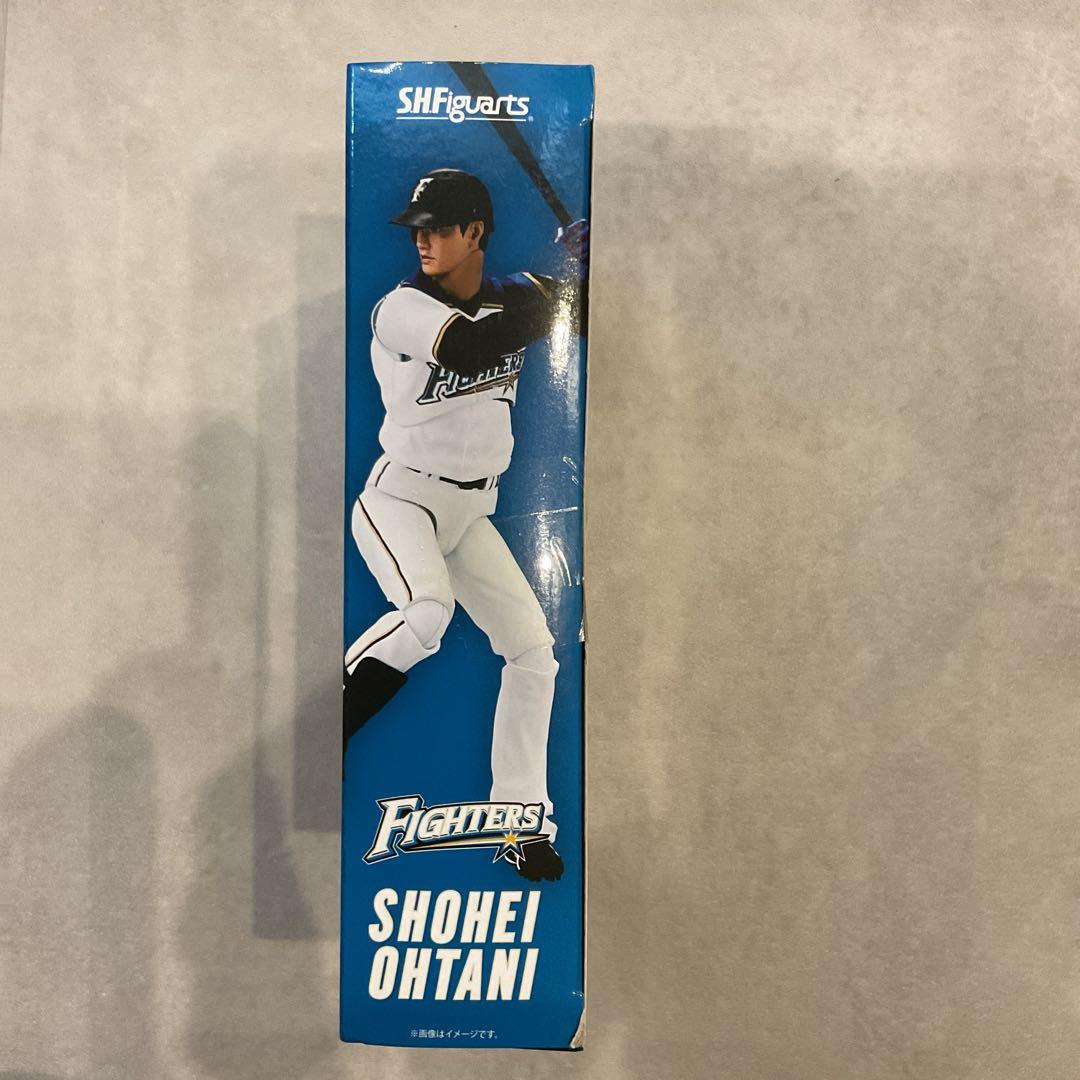 S.H.Figuarts
F
FIGHTERS
FIGHTERS
SHOHEI
OHTANI
※画像はイメージです。